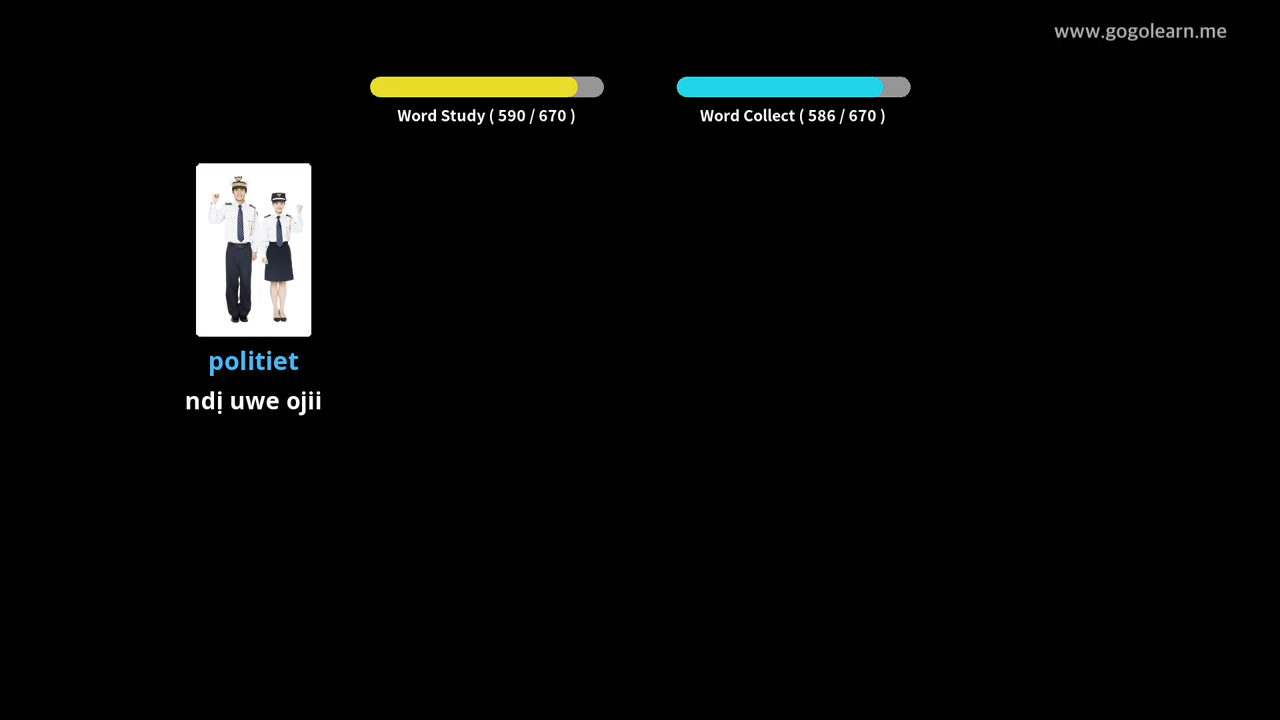 www.gogolearn.me
Word Study ( 590 / 670 )
Word Collect ( 586 / 670 )
politiet
ndị uwe ojii